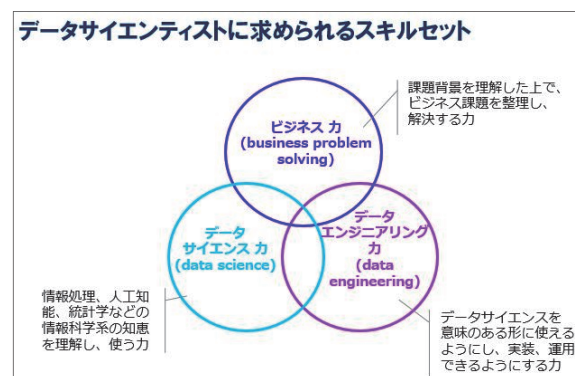 データサイエンティストに求められるスキルセット
課題背景を理解した上で、
ビジネス課題を整理し、
解決する力
ビジネス 力
(business problem
solving)
データ
サイエンス 力
(data science)
データ
エンジニアリング
力
(data
engineering)
情報処理、人工知
能、統計学などの
情報科学系の知恵
を理解し、使う力
データサイエンスを
意味のある形に使える
ようにし、実装、運用
できるようにする力